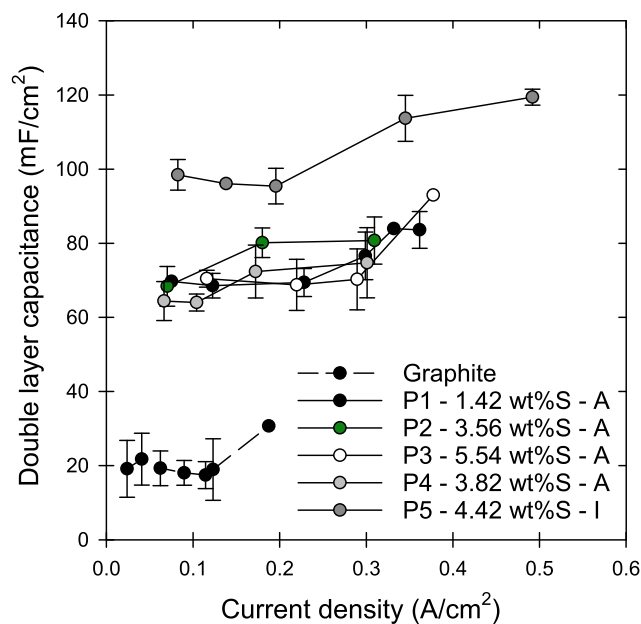 140
120
100
80
60
40
20
0
Double layer capacitance (mF/cm²)
Graphite
P1 - 1.42 wt%S - A
P2 - 3.56 wt%S - A
P3 - 5.54 wt%S - A
P4 - 3.82 wt%S - A
P5 - 4.42 wt%S - I
0.0 0.1 0.2 0.3 0.4 0.5 0.6
Current density (A/cm²)